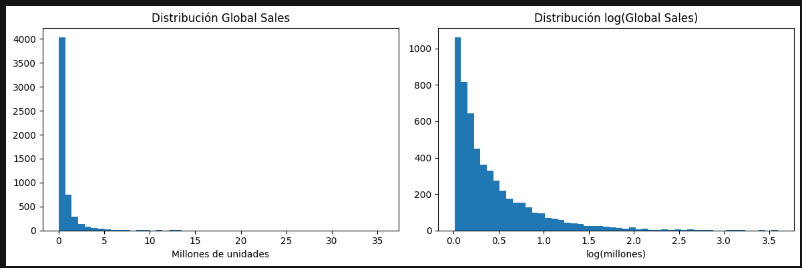 Distribución Global Sales
4000
3500
3000
2500
2000
1500
1000
500
0
0 5 10 15 20 25 30 35
Millones de unidades
Distribución log(Global Sales)
1000
800
600
400
200
0
0.0 0.5 1.0 1.5 2.0 2.5 3.0 3.5
log(millones)